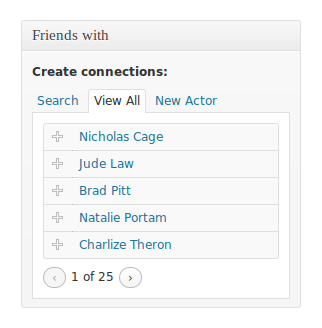 Friends with
Create connections:
Search View All New Actor
Nicholas Cage
Jude Law
Brad Pitt
Natalie Portam
Charlize Theron
‹ 1 of 25 ›